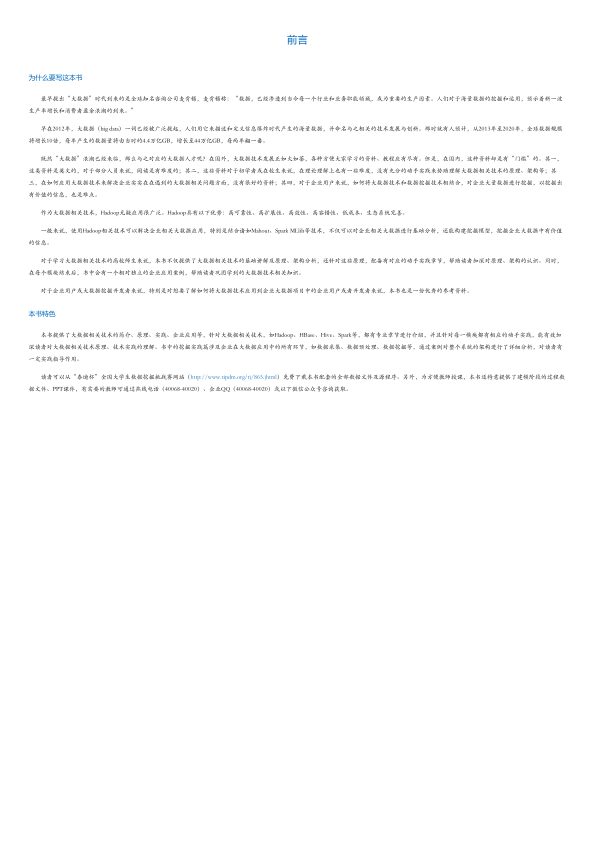 前言
为什么要写这本书
最早提出“大数据”时代到来的是全球知名咨询公司麦肯锡，麦肯锡称：“数据，已经渗透到当今每一个行业和业务职能领域，成为重要的生产因素。人们对于海量数据的挖掘和运用，预示着新一波
生产率增长和消费者盈余浪潮的到来。”
早在2012年，大数据（big data）一词已经被广泛提起，人们用它来描述和定义信息爆炸时代产生的海量数据，并命名与之相关的技术发展与创新。那时就有人预计，从2013年至2020年，全球数据规模
将增长10倍，每年产生的数据量将由当时的4.4万亿GB，增长至44万亿GB，每两年翻一番。
既然“大数据”浪潮已经来临，那么与之对应的大数据人才呢？在国外，大数据技术发展正如火如荼，各种方便大家学习的资料、教程应有尽有。但是，在国内，这种资料却是有“门槛”的。其一，
这类资料是英文的，对于部分人员来说，阅读是有难度的；其二，这些资料对于初学者或在校生来说，在理论理解上也有一些难度，没有充分的动手实践来协助理解大数据相关技术的原理、架构等；其
三，在如何应用大数据技术来解决企业实实在在遇到的大数据相关问题方面，没有很好的资料；其四，对于企业用户来说，如何将大数据技术和数据挖掘技术相结合，对企业大量数据进行挖掘，以挖掘出
有价值的信息，也是难点。
作为大数据相关技术，Hadoop无疑应用很广泛。Hadoop具有以下优势：高可靠性、高扩展性、高效性、高容错性、低成本、生态系统完善。
一般来说，使用Hadoop相关技术可以解决企业相关大数据应用，特别是结合诸如Mahout、Spark MLlib等技术，不仅可以对企业相关大数据进行基础分析，还能构建挖掘模型，挖掘企业大数据中有价值
的信息。
对于学习大数据相关技术的高校师生来说，本书不仅提供了大数据相关技术的基础讲解及原理、架构分析，还针对这些原理，配备有对应的动手实践章节，帮助读者加深对原理、架构的认识。同时，
在每个模块结束后，书中会有一个相对独立的企业应用案例，帮助读者巩固学到的大数据技术相关知识。
对于企业用户或大数据挖掘开发者来说，特别是对想要了解如何将大数据技术应用到企业大数据项目中的企业用户或者开发者来说，本书也是一份优秀的参考资料。
本书特色
本书提供了大数据相关技术的简介、原理、实践、企业应用等，针对大数据相关技术，如Hadoop、HBase、Hive、Spark等，都有专业章节进行介绍，并且针对每一模块都有相应的动手实践，能有效加
深读者对大数据相关技术原理、技术实践的理解。书中的挖掘实践篇涉及企业在大数据应用中的所有环节，如数据采集、数据预处理、数据挖掘等，通过案例对整个系统的架构进行了详细分析，对读者有
一定实践指导作用。
读者可以从“泰迪杯”全国大学生数据挖掘挑战赛网站（http://www.tipdm.org/tj/865.jhtml）免费下载本书配套的全部数据文件及源程序。另外，为方便教师授课，本书还特意提供了建模阶段的过程数
据文件、PPT课件，有需要的教师可通过热线电话（40068-40020）、企业QQ（40068-40020）或以下微信公众号咨询获取。